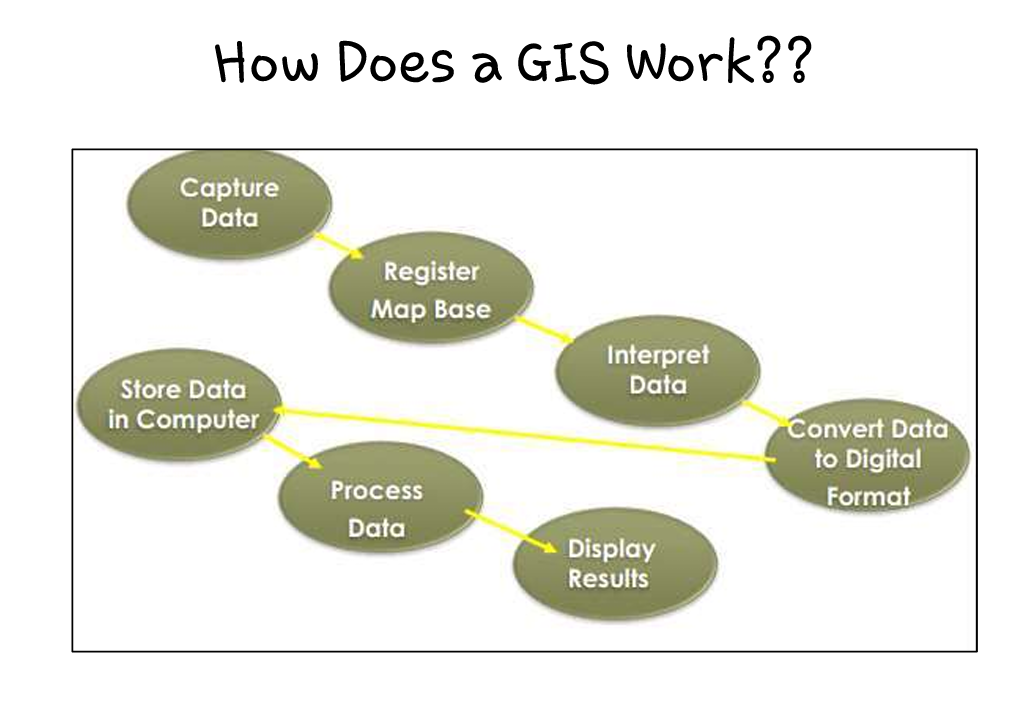 How Does a GIS Work??
Capture
Data
Register
Map Base
Interpret
Data
Convert Data
to Digital
Format
Store Data
in Computer
Process
Data
Display
Results